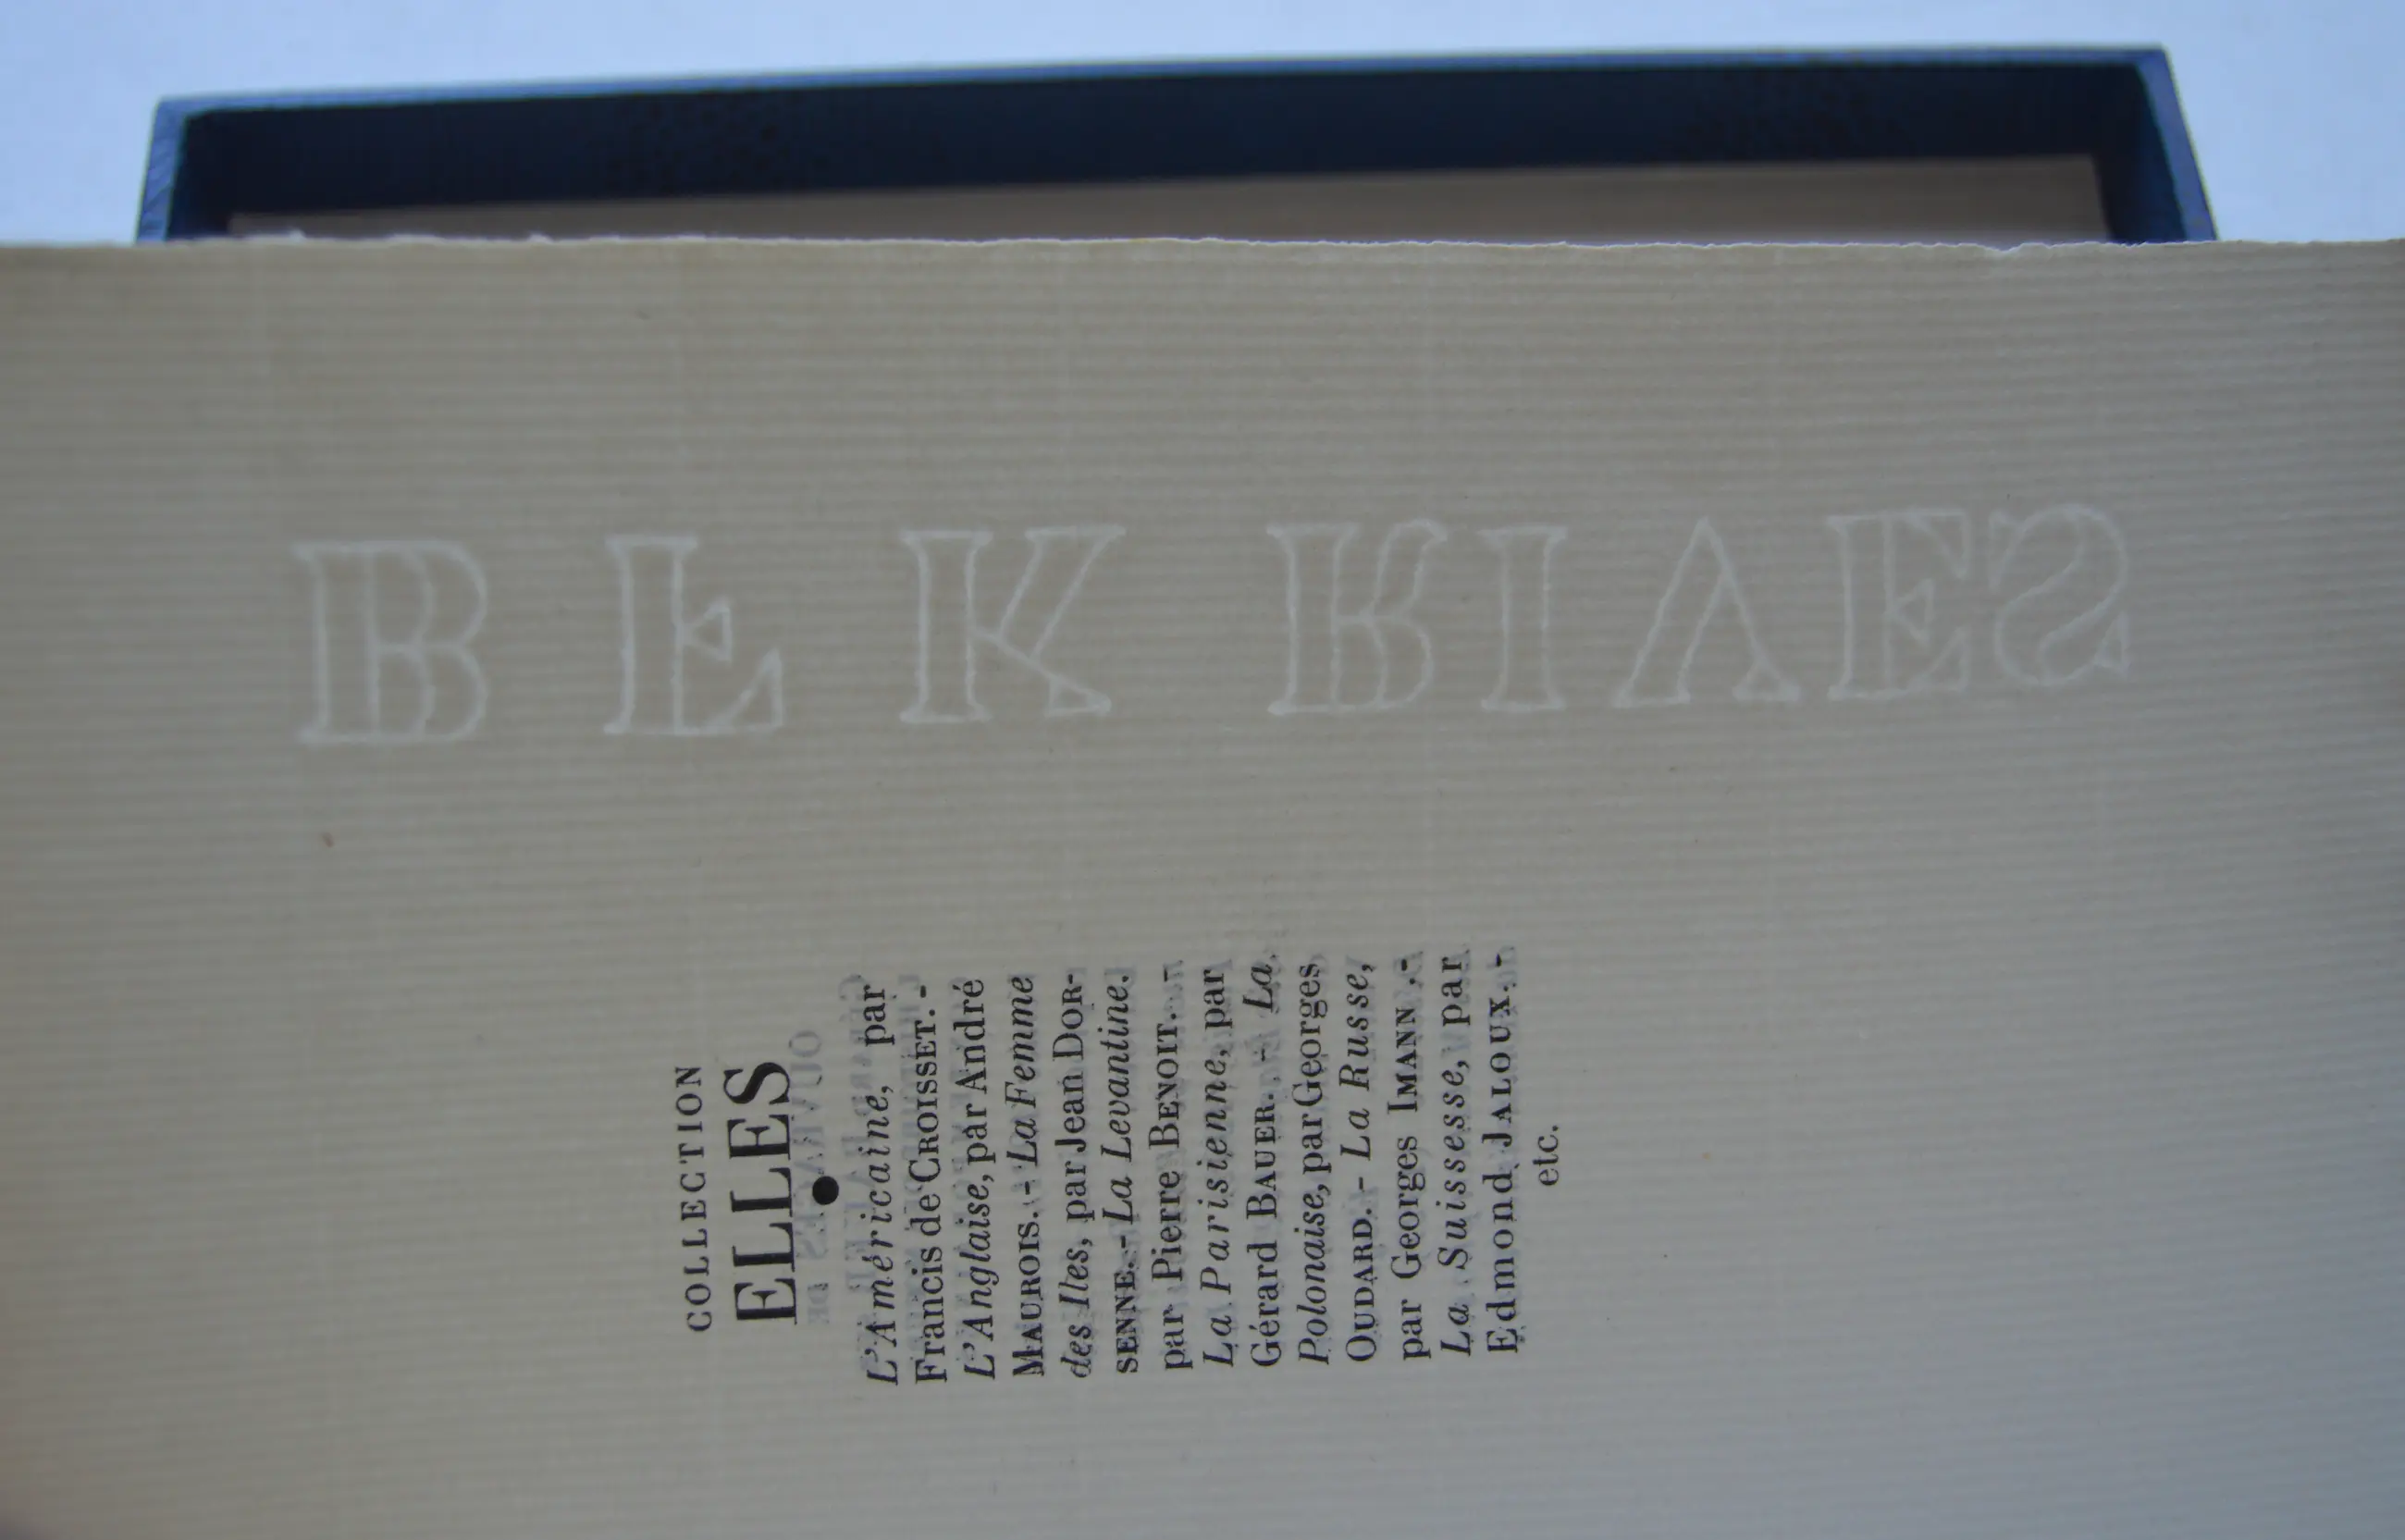 B F K RIVES
COLLECTION
ELLES
L'Américaine, par
Francis de CROISSET. -
L'Anglaise, par André
MAUROIS. - La Femme
des Iles, par Jean DOR-
SENNE. - La Levantine.
par Pierre BENOIT. -
La Parisienne, par
Gérard BAUER. - La
Polonaise, par Georges
OUDARD. - La Russe,
par Georges IMANN. -
La Suissesse, par
Edmond JALOUX. -
etc.